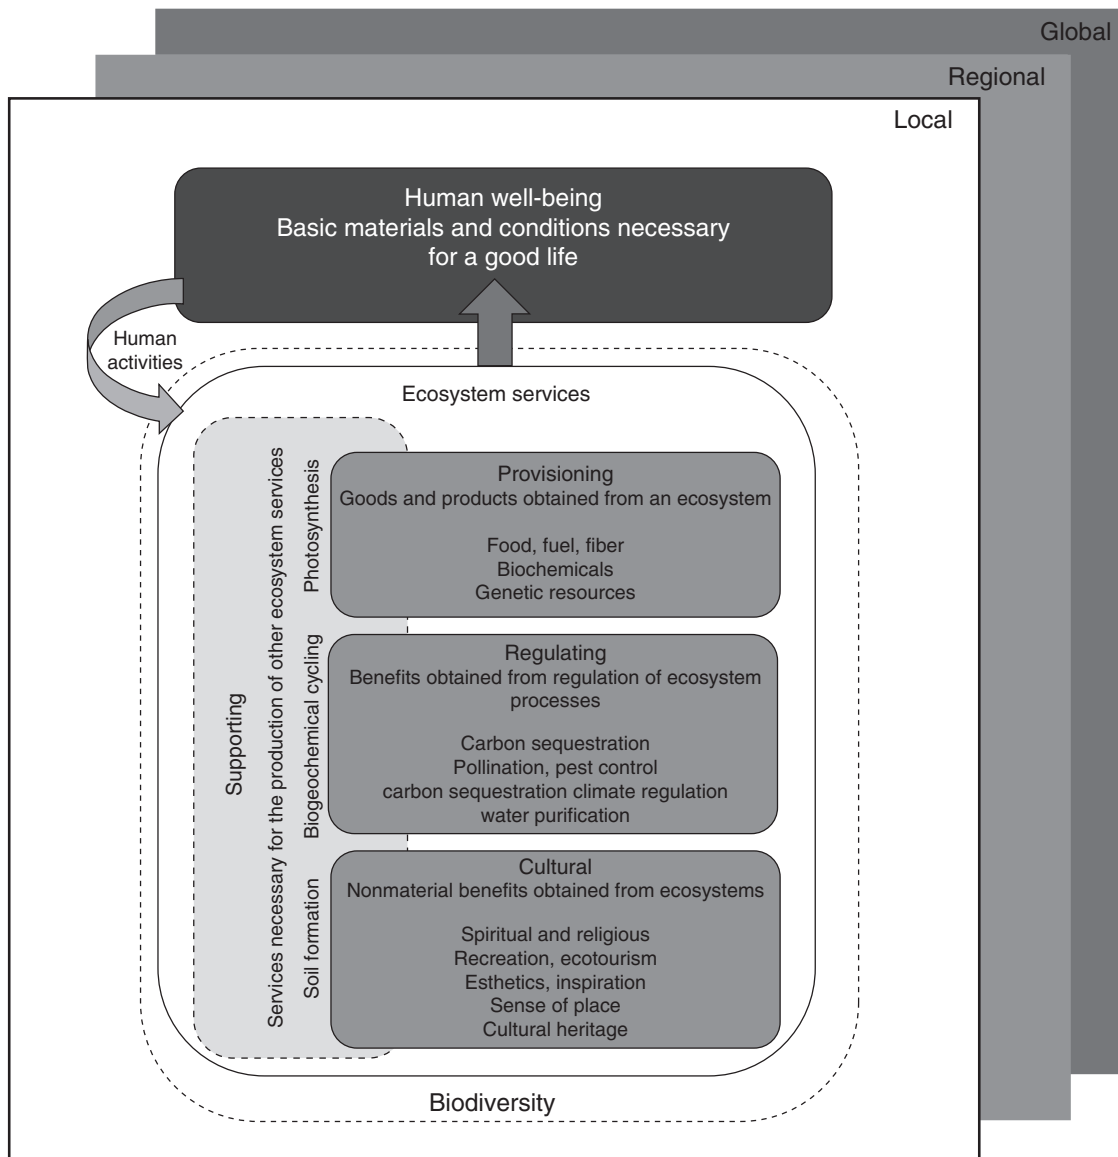 Global
Regional
Local
Human well-being
Basic materials and conditions necessary
for a good life
Human
activities
Ecosystem services
Supporting
Services necessary for the production of other ecosystem services
Photosynthesis
Biogeochemical cycling
Soil formation
Provisioning
Goods and products obtained from an ecosystem
Food, fuel, fiber
Biochemicals
Genetic resources
Regulating
Benefits obtained from regulation of ecosystem
processes
Carbon sequestration
Pollination, pest control
carbon sequestration climate regulation
water purification
Cultural
Nonmaterial benefits obtained from ecosystems
Spiritual and religious
Recreation, ecotourism
Esthetics, inspiration
Sense of place
Cultural heritage
Biodiversity